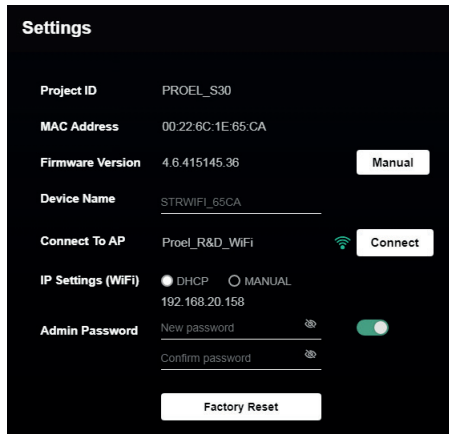 Settings
Project ID PROEL_S30
MAC Address 00:22:6C:1E:65:CA
Firmware Version 4.6.415145.36 Manual
Device Name STRWIFI_65CA
Connect To AP Proel_R&D_WiFi Connect
IP Settings (WiFi) DHCP MANUAL
192.168.20.158
Admin Password New password
Confirm password
Factory Reset